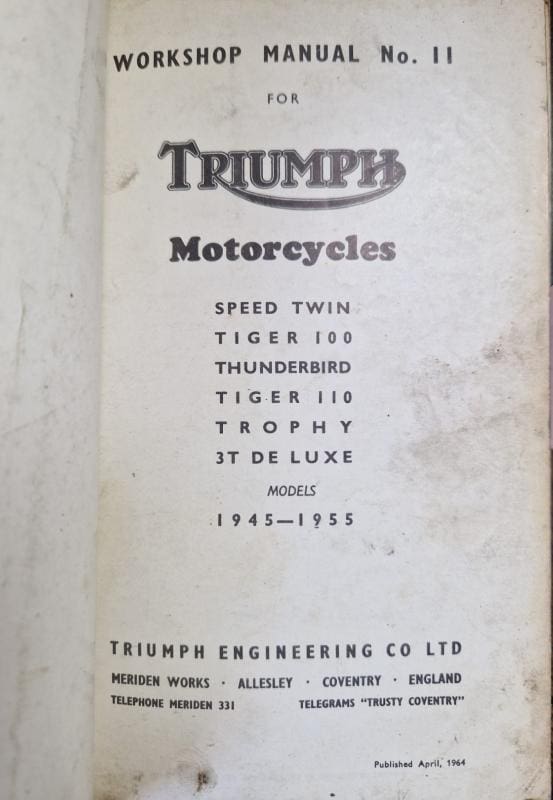 WORKSHOP MANUAL No. 11
FOR
TRIUMPH
Motorcycles
SPEED TWIN
TIGER 100
THUNDERBIRD
TIGER 110
TROPHY
3T DE LUXE
MODELS
1945—1955
TRIUMPH ENGINEERING CO LTD
MERIDEN WORKS · ALLESLEY · COVENTRY · ENGLAND
TELEPHONE MERIDEN 331 TELEGRAMS "TRUSTY COVENTRY"
Published April, 1964